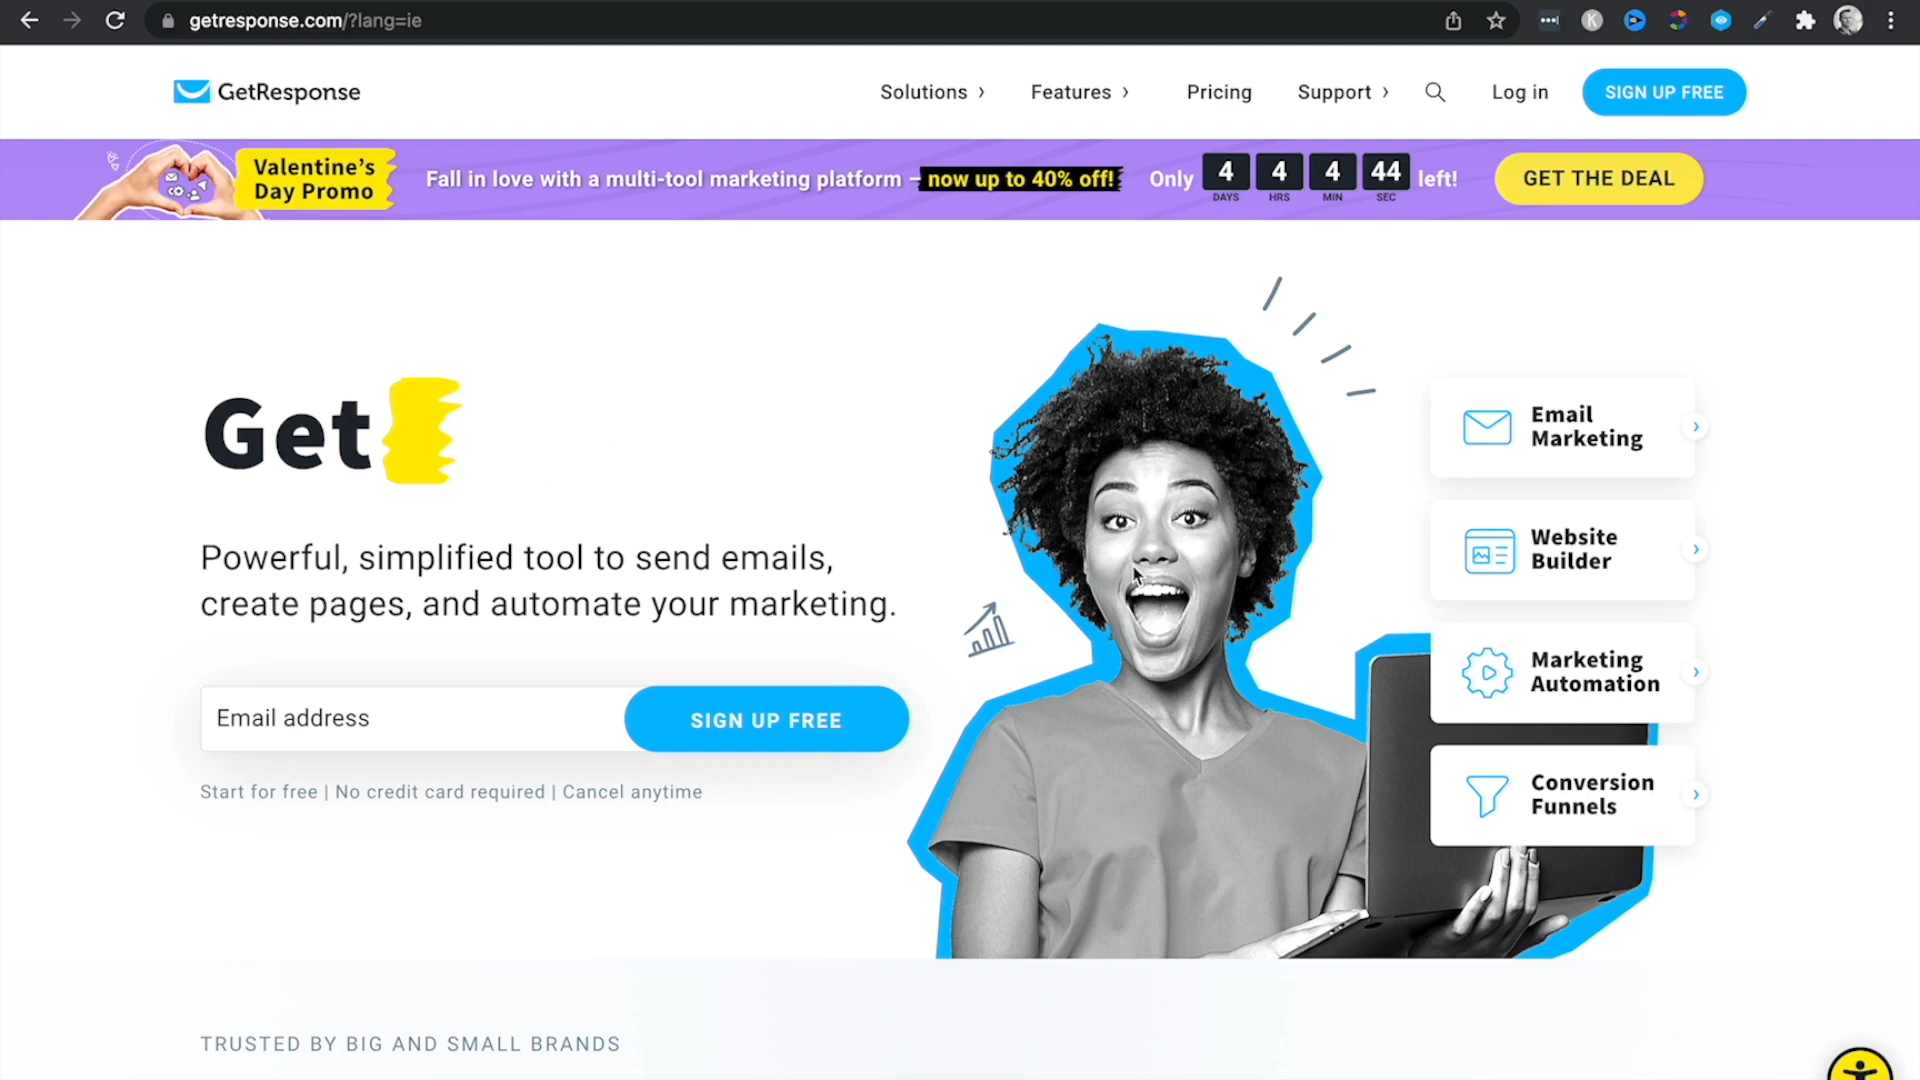 getresponse.com/?lang=ie
K
GetResponse
Solutions
Features
Pricing
Support
Log in
SIGN UP FREE
Valentine's
Day Promo
Fall in love with a multi-tool marketing platform – now up to 40% off!
Only
4
DAYS
4
HRS
4
MIN
44
SEC
left!
GET THE DEAL
Get
Powerful, simplified tool to send emails,
create pages, and automate your marketing.
Email address
SIGN UP FREE
Start for free | No credit card required | Cancel anytime
Email
Marketing
Website
Builder
Marketing
Automation
Conversion
Funnels
TRUSTED BY BIG AND SMALL BRANDS